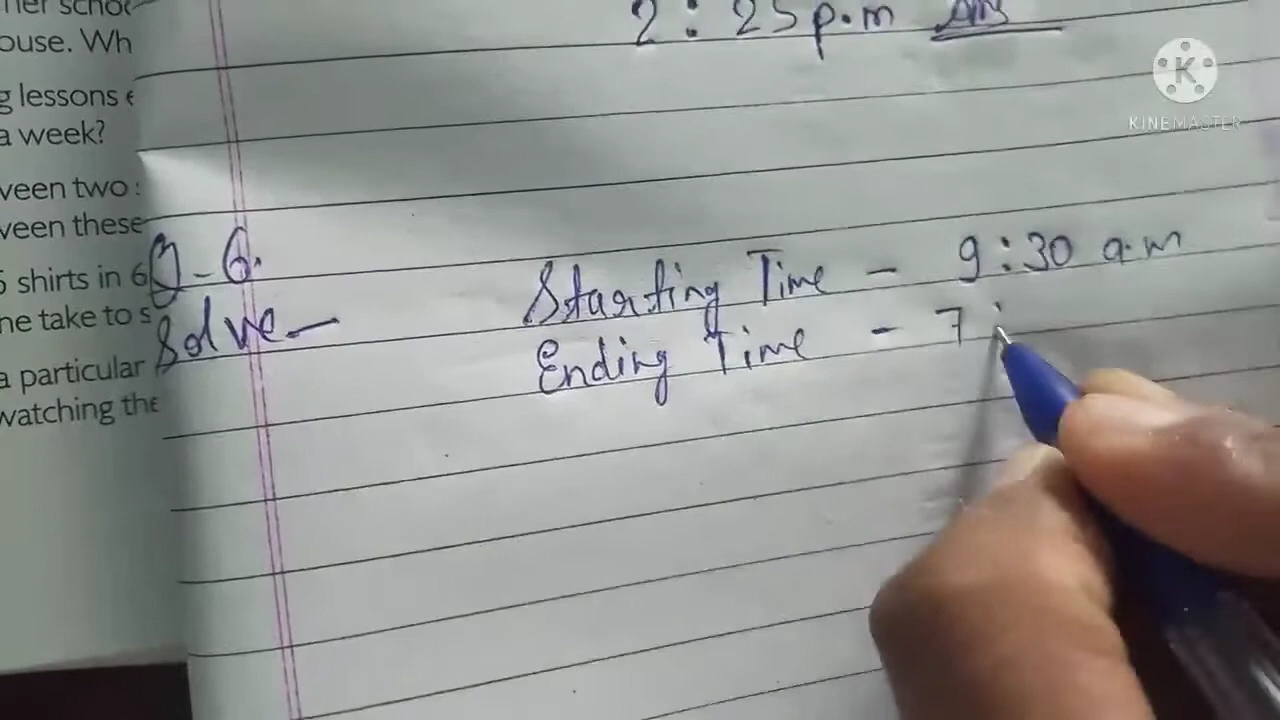 ouse. Wh
g lessons e
a week?
veen two
veen these
5 shirts in 6
ne take to s
a particular
watching the
2 : 25 p.m Ans
KINEMASTER
Q-6.
Solve-
Starting Time - 9:30 a.m
Ending Time - 7: